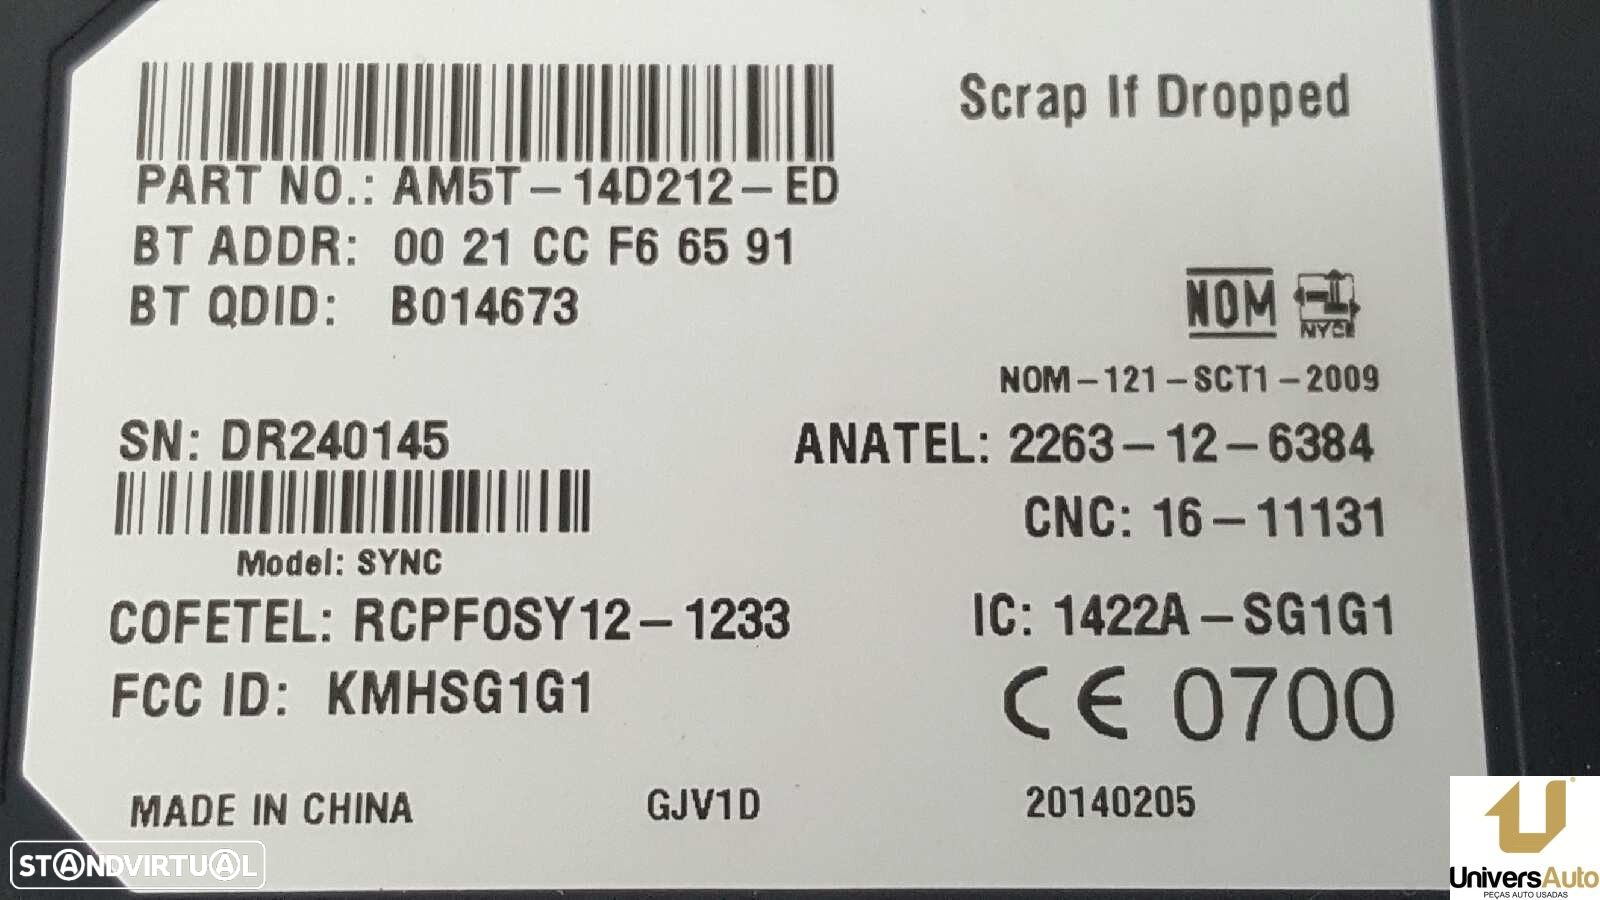 Scrap If Dropped
PART NO.: AM5T-14D212-ED
BT ADDR: 00 21 CC F6 65 91
BT QDID: B014673
NOM NYCE
NOM-121-SCT1-2009
SN: DR240145
ANATEL: 2263-12-6384
CNC: 16-11131
Model: SYNC
COFETEL: RCPFOSY12-1233
IC: 1422A-SG1G1
FCC ID: KMHSG1G1
CE 0700
MADE IN CHINA GJV1D 20140205
STANDVIRTUAL
UniversAuto
PEÇAS AUTO USADAS